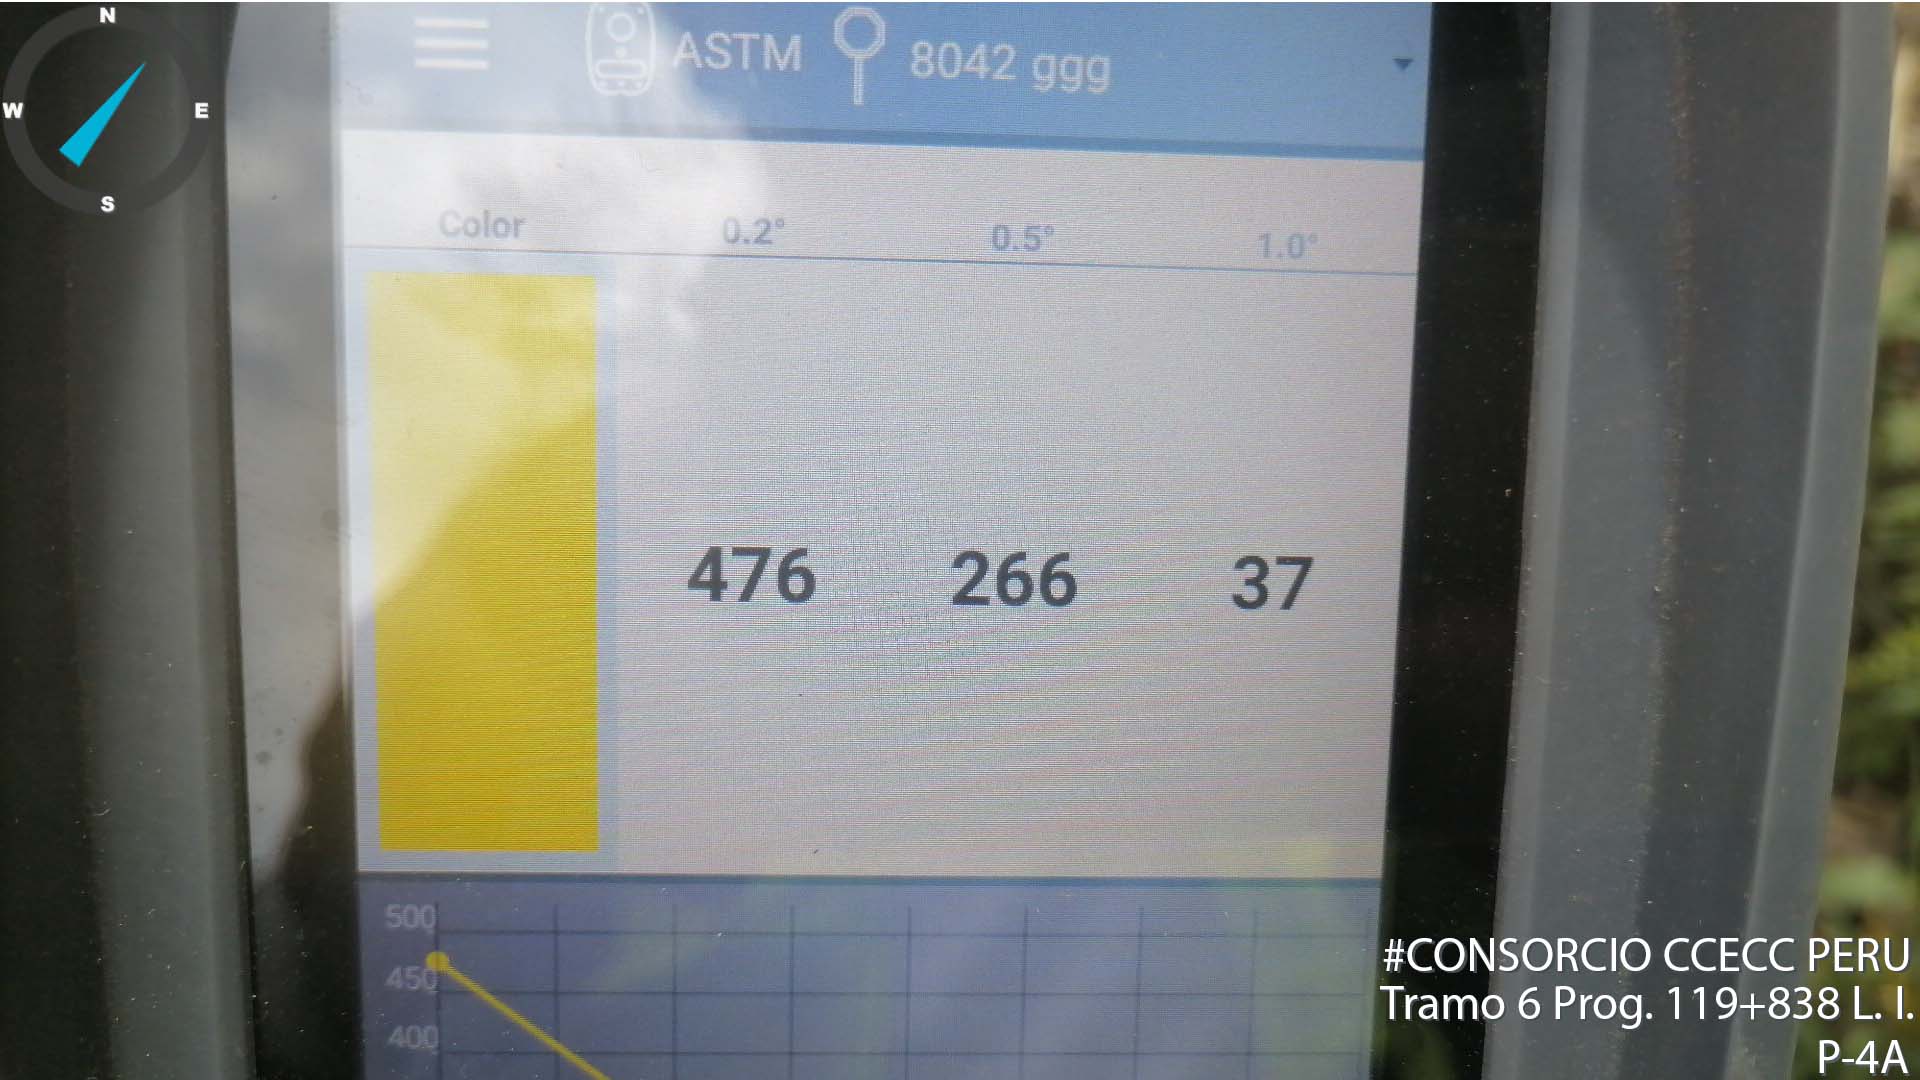 N
W
E
S
ASTM
8042 ggg
Color 0.2° 0.5° 1.0°
476 266 37
500
450
400
#CONSORCIO CCECC PERU
Tramo 6 Prog. 119+838 L. I.
P-4A